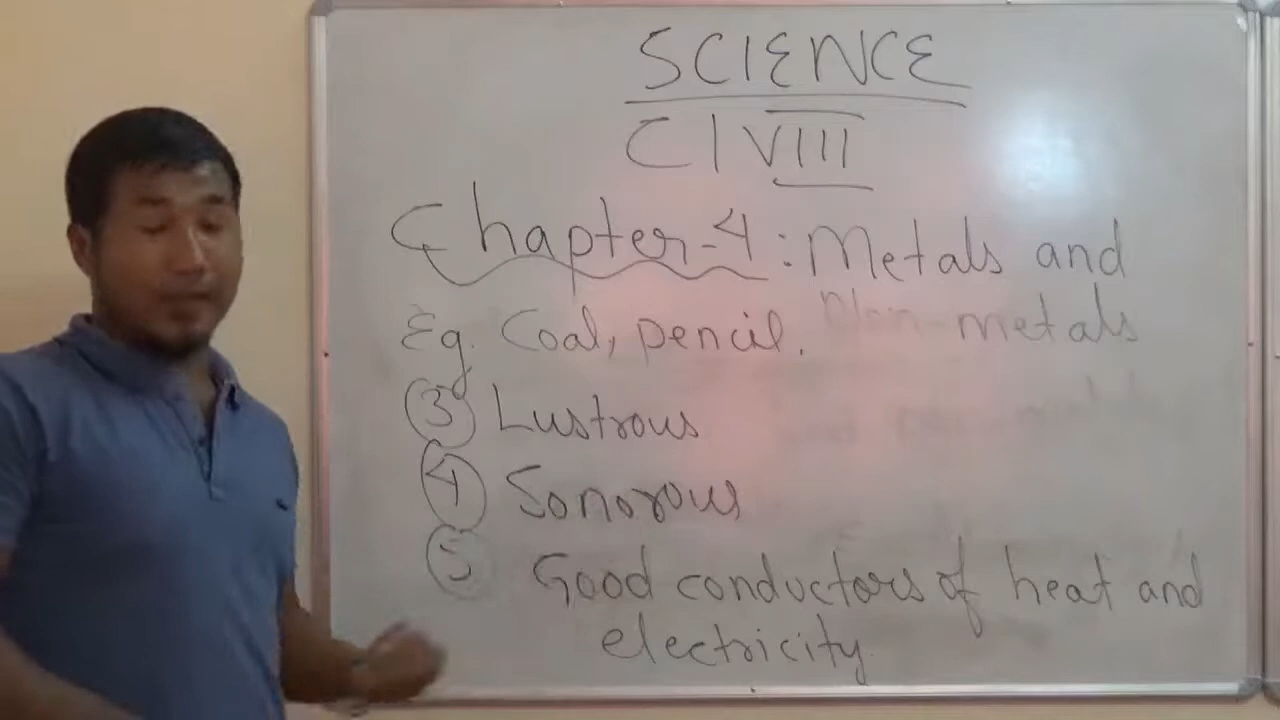 SCIENCE
Cl VIII
Chapter-4: Metals and
Non-metals
Eg. Coal, pencil.
3 Lustrous
4 Sonorous
5 Good conductors of heat and
electricity